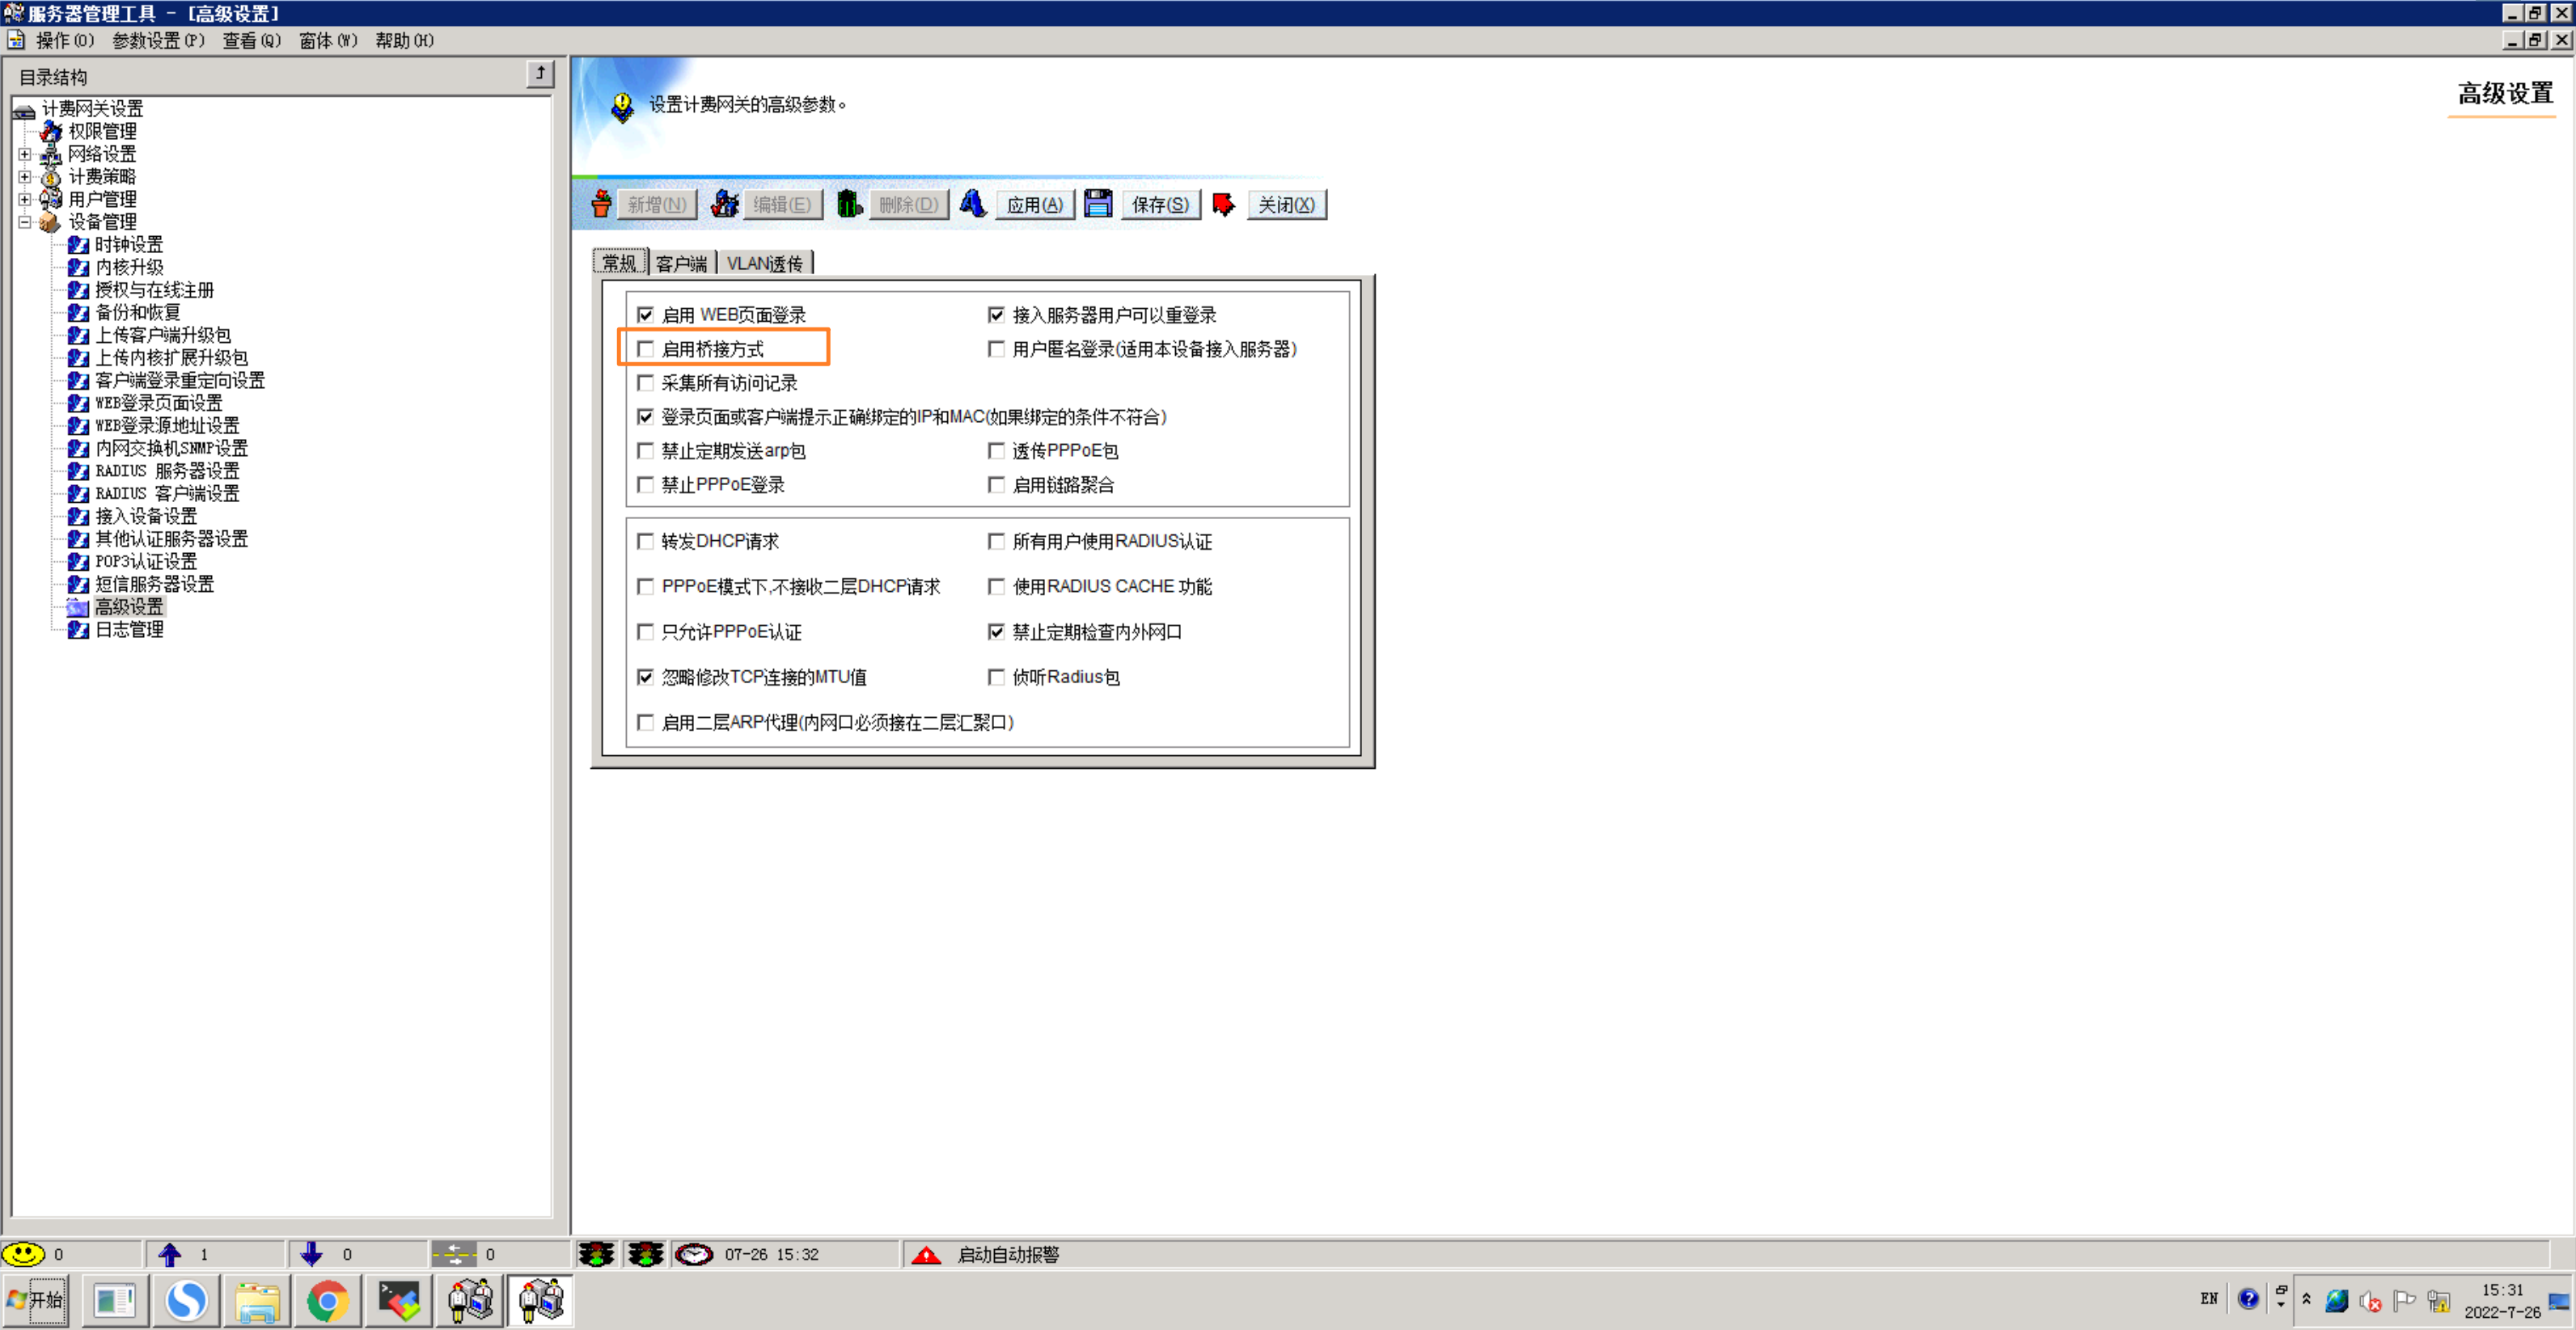 服务器管理工具 - [高级设置]
操作(O) 参数设置(P) 查看(Q) 窗体(W) 帮助(H)
目录结构
计费网关设置
权限管理
网络设置
计费策略
用户管理
设备管理
时钟设置
内核升级
授权与在线注册
备份和恢复
上传客户端升级包
上传内核扩展升级包
客户端登录重定向设置
WEB登录页面设置
WEB登录源地址设置
内网交换机SNMP设置
RADIUS 服务器设置
RADIUS 客户端设置
接入设备设置
其他认证服务器设置
POP3认证设置
短信服务器设置
高级设置
日志管理
设置计费网关的高级参数。
高级设置
新增(N) 编辑(E) 删除(D) 应用(A) 保存(S) 关闭(X)
常规 客户端 VLAN透传
启用 WEB页面登录 接入服务器用户可以重登录
启用桥接方式 用户匿名登录(适用本设备接入服务器)
采集所有访问记录
登录页面或客户端提示正确绑定的IP和MAC(如果绑定的条件不符合)
禁止定期发送arp包 透传PPPoE包
禁止PPPoE登录 启用链路聚合
转发DHCP请求 所有用户使用RADIUS认证
PPPoE模式下,不接收二层DHCP请求 使用RADIUS CACHE 功能
只允许PPPoE认证 禁止定期检查内外网口
忽略修改TCP连接的MTU值 侦听Radius包
启用二层ARP代理(内网口必须接在二层汇聚口)
0 1 0 0 07-26 15:32 启动自动报警
开始 EN 15:31
2022-7-26